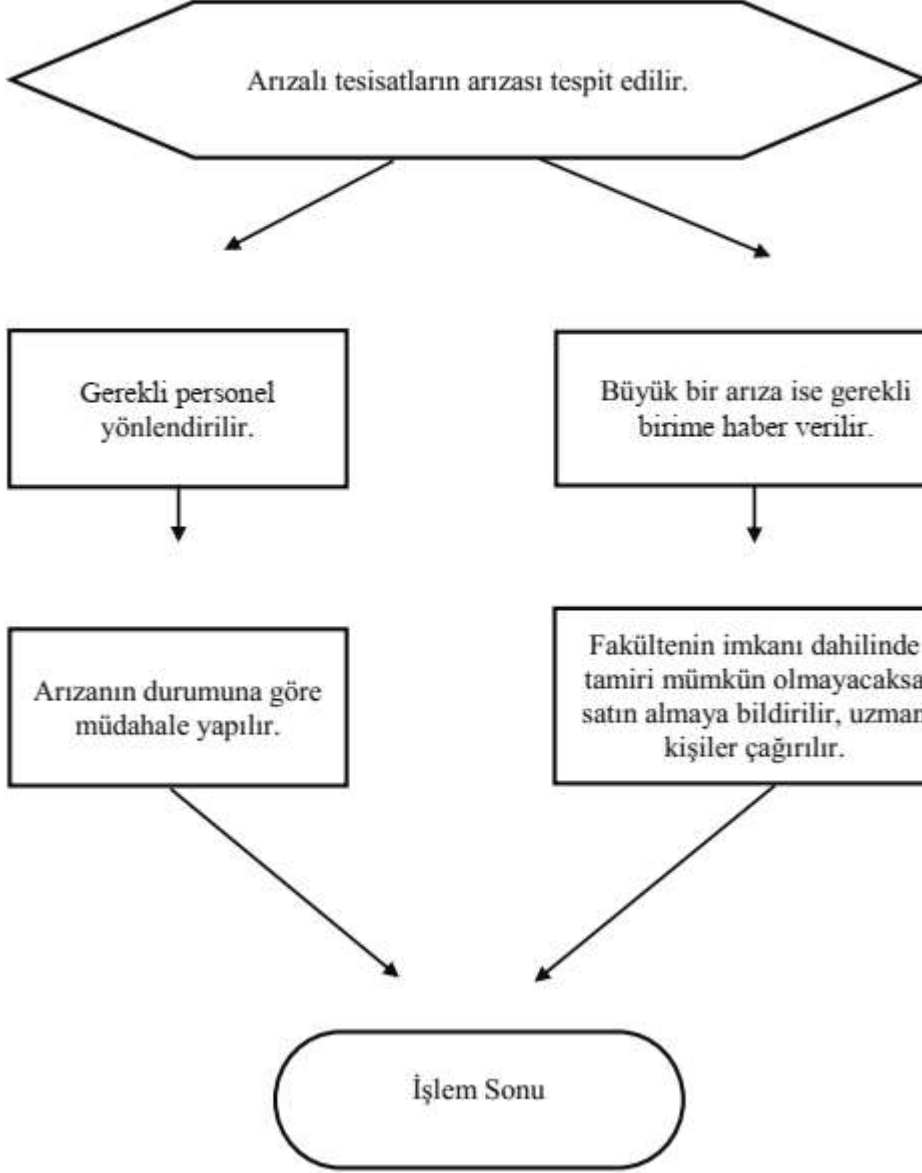 Arızalı tesisatların arızası tespit edilir.
Gerekli personel
yönlendirilir.
Büyük bir arıza ise gerekli
birime haber verilir.
Arızanın durumuna göre
müdahale yapılır.
Fakültenin imkanı dahilinde
tamiri mümkün olmayacaksa
satın almaya bildirilir, uzman
kişiler çağırılır.
İşlem Sonu